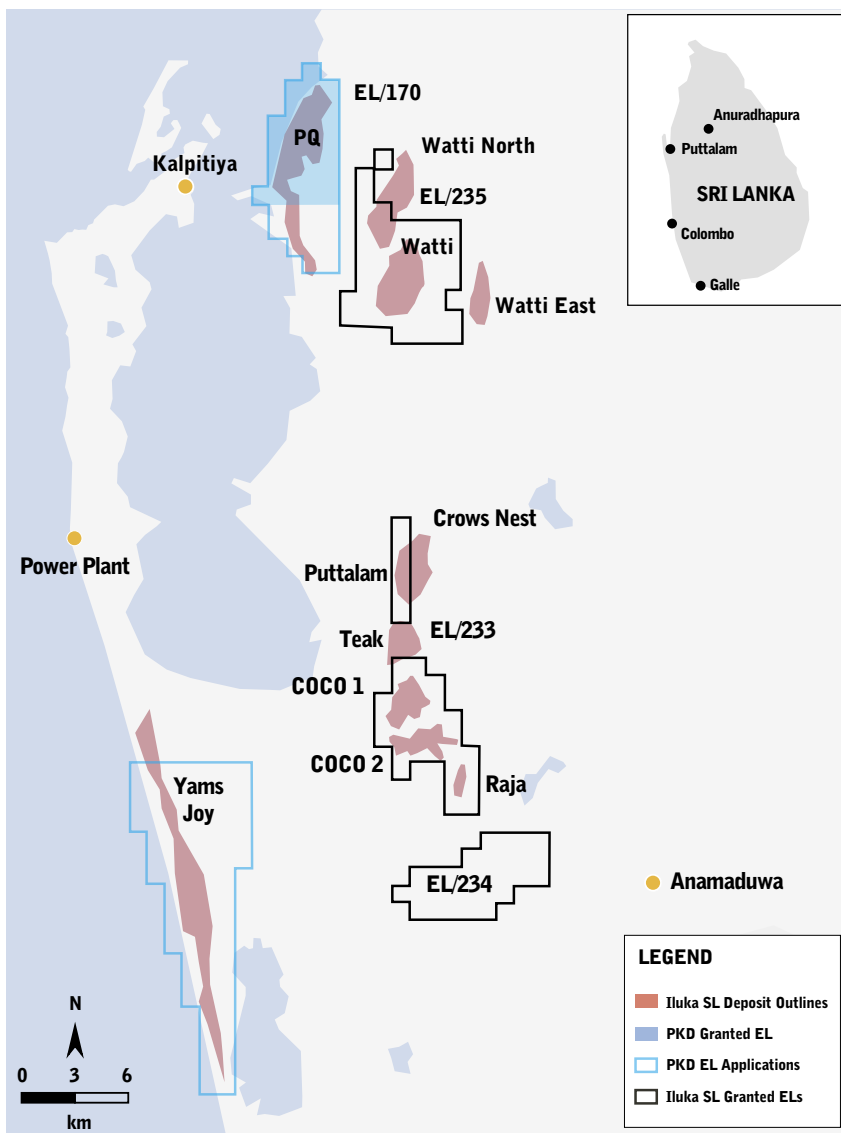 EL/170
PQ
Kalpitiya
Watti North
EL/235
Watti
Watti East
Anuradhapura
Puttalam
SRI LANKA
Colombo
Galle
Crows Nest
Power Plant
Puttalam
Teak
EL/233
COCO 1
COCO 2
Raja
Yams
Joy
EL/234
Anamaduwa
N
0 3 6
km
LEGEND
Iluka SL Deposit Outlines
PKD Granted EL
PKD EL Applications
Iluka SL Granted ELs